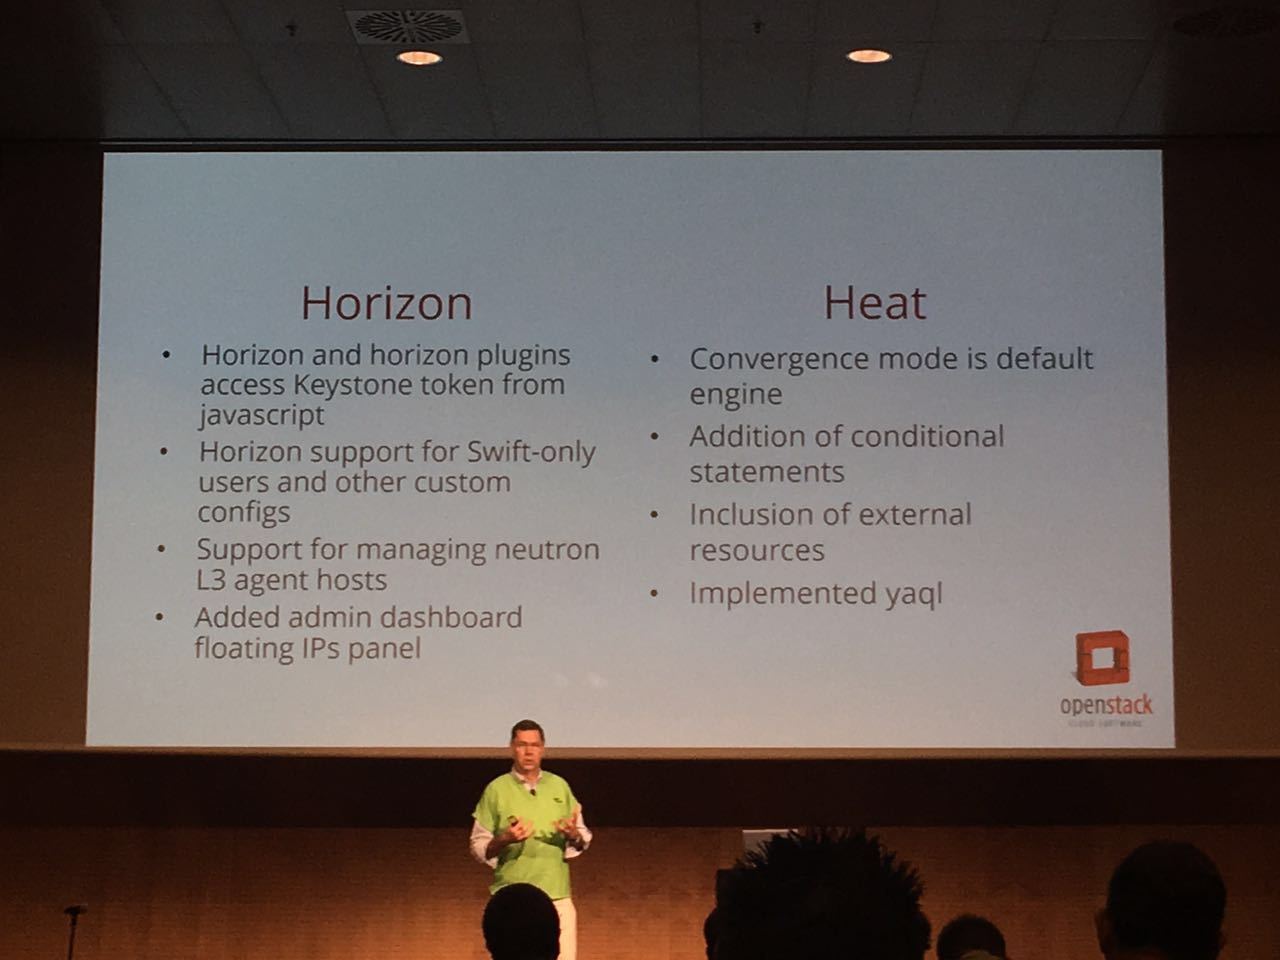 Horizon
• Horizon and horizon plugins
access Keystone token from
javascript
• Horizon support for Swift-only
users and other custom
configs
• Support for managing neutron
L3 agent hosts
• Added admin dashboard
floating IPs panel
Heat
• Convergence mode is default
engine
• Addition of conditional
statements
• Inclusion of external
resources
• Implemented yaql
openstack
CLOUD SOFTWARE